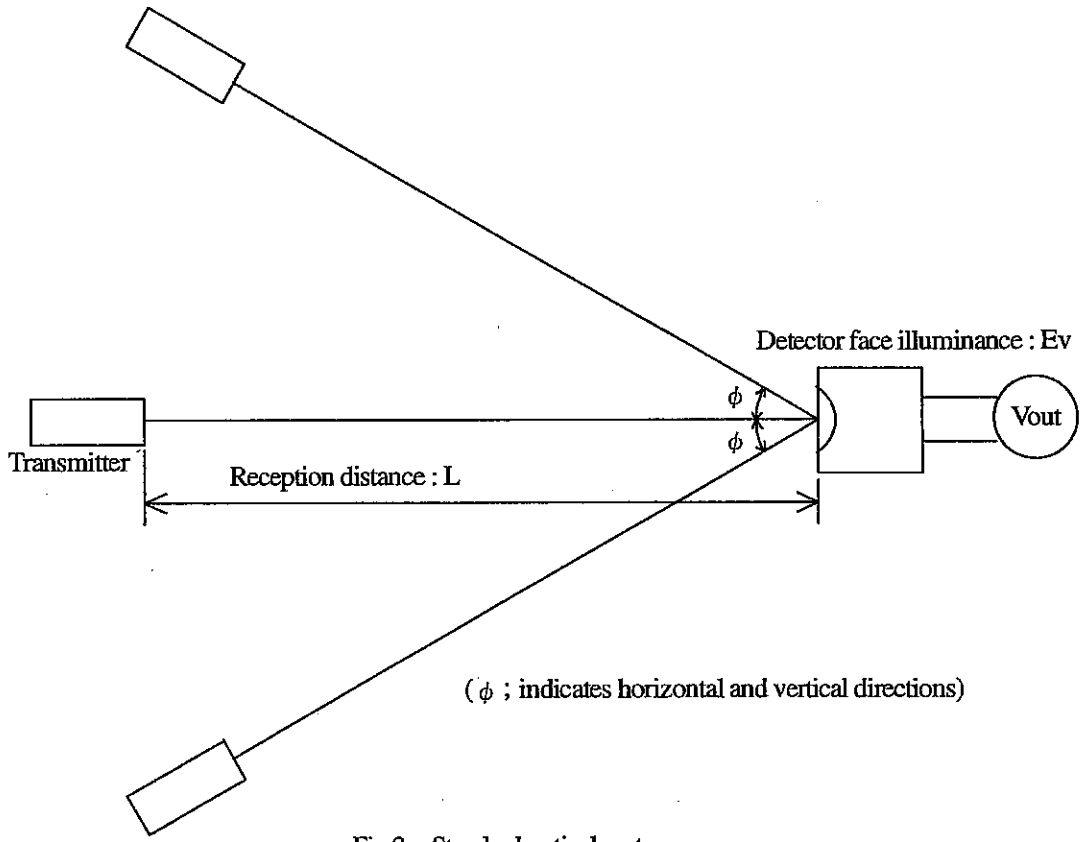 Detector face illuminance : Ev
φ
φ
Vout
Transmitter
Reception distance : L
( φ ; indicates horizontal and vertical directions)